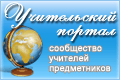 Учительский
портал
сообщество
учителей
предметников